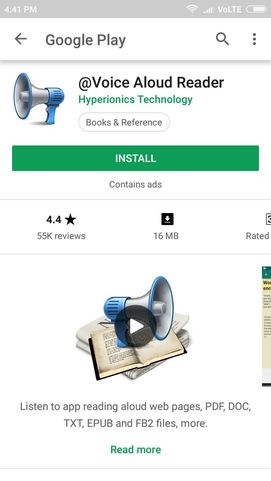 4:41 PM
VoLTE
Google Play
@Voice Aloud Reader
Hyperionics Technology
Books & Reference
INSTALL
Contains ads
4.4 ★
55K reviews
16 MB
Rated
Listen to app reading aloud web pages, PDF, DOC,
TXT, EPUB and FB2 files, more.
Read more